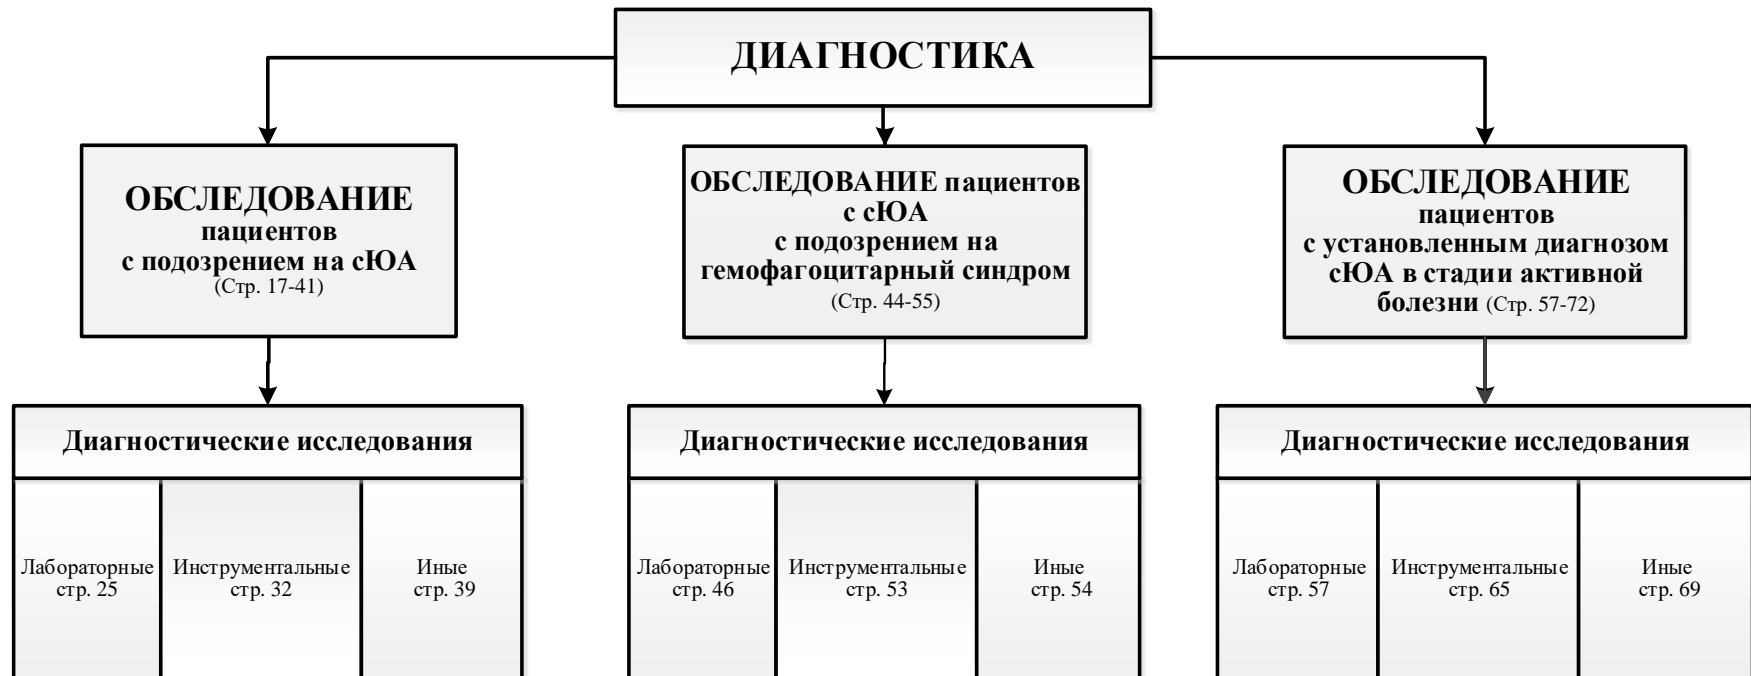 ДИАГНОСТИКА
ОБСЛЕДОВАНИЕ
пациентов
с подозрением на сЮА
(Стр. 17-41)
ОБСЛЕДОВАНИЕ пациентов
с сЮА
с подозрением на
гемофагоцитарный синдром
(Стр. 44-55)
ОБСЛЕДОВАНИЕ
пациентов
с установленным диагнозом
сЮА в стадии активной
болезни (Стр. 57-72)
Диагностические исследования
Лабораторные
стр. 25
Инструментальные
стр. 32
Иные
стр. 39
Диагностические исследования
Лабораторные
стр. 46
Инструментальные
стр. 53
Иные
стр. 54
Диагностические исследования
Лабораторные
стр. 57
Инструментальные
стр. 65
Иные
стр. 69